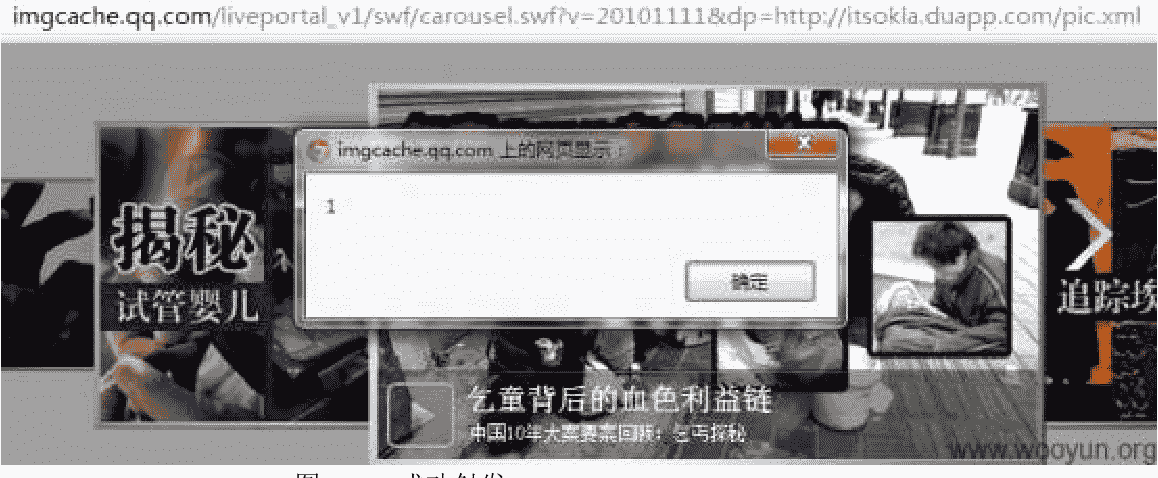 imgcache.qq.com/liveportal_v1/swf/carousel.swf?v=20101111&dp=http://itsokla.duapp.com/pic.xml
imgcache.qq.com 上的网页显示：
1
确定
揭秘
试管婴儿
追踪埃
乞童背后的血色利益链
中国10年大案要案回顾：乞丐探秘
www.wooyun.org